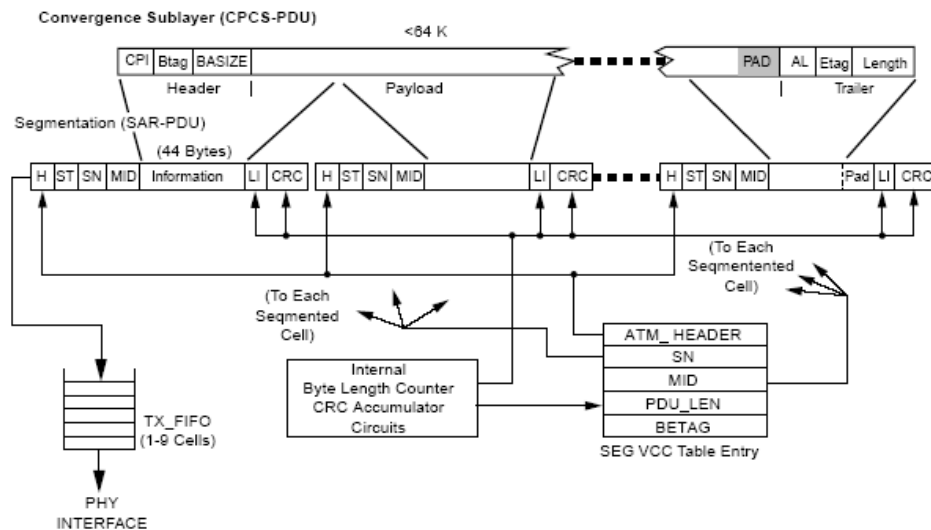 Convergence Sublayer (CPCS-PDU)
<64 K
CPI Btag BASIZE PAD AL Etag Length
Header Payload Trailer
Segmentation (SAR-PDU)
(44 Bytes)
H ST SN MID Information LI CRC H ST SN MID LI CRC H ST SN MID Pad LI CRC
(To Each
Seqmtented
Cell)
(To Each
Seqmented
Cell)
ATM_ HEADER
SN
MID
PDU_LEN
BETAG
SEG VCC Table Entry
Internal
Byte Length Counter
CRC Accumulator
Circuits
TX_FIFO
(1-9 Cells)
PHY
INTERFACE